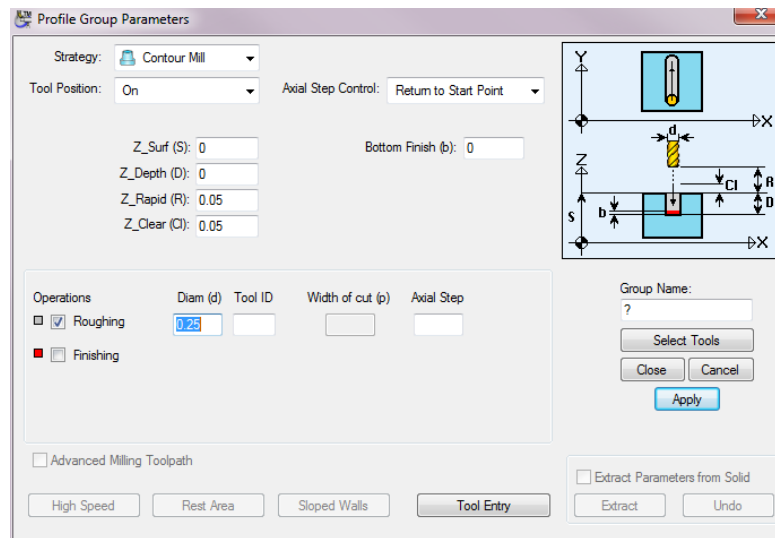 Profile Group Parameters
x
Strategy: Contour Mill
Tool Position: On
Axial Step Control: Return to Start Point
Z_Surf (S): 0
Bottom Finish (b): 0
Z_Depth (D): 0
Z_Rapid (R): 0.05
Z_Clear (Cl): 0.05
Y
X
d
Z
Cl
R
D
S
b
X
Operations Diam (d) Tool ID Width of cut (p) Axial Step
Roughing 0.25
Finishing
Group Name:
?
Select Tools
Close Cancel
Apply
Advanced Milling Toolpath
High Speed Rest Area Sloped Walls Tool Entry
Extract Parameters from Solid
Extract Undo